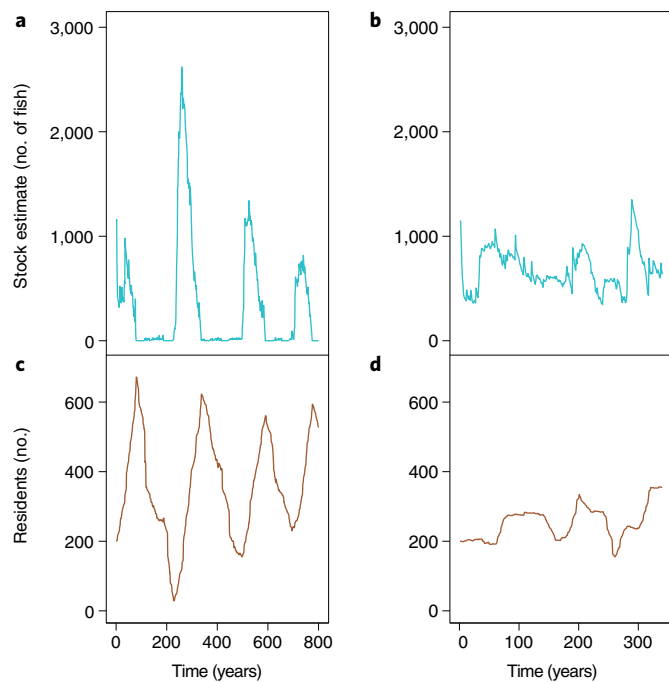 a
b
Stock estimate (no. of fish)
3,000
2,000
1,000
0
3,000
2,000
1,000
0
c
d
Residents (no.)
600
400
200
0
600
400
200
0
0 200 400 600 800
0 100 200 300
Time (years)
Time (years)